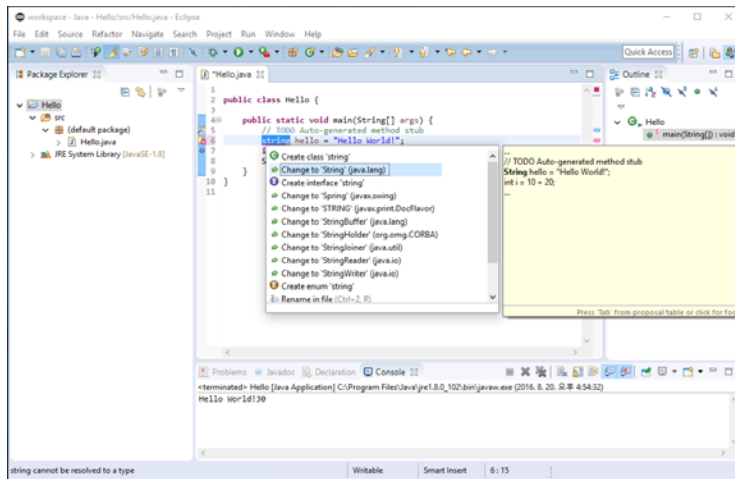 workspace - Java - Hello/src/Hello.java - Eclipse
File Edit Source Refactor Navigate Search Project Run Window Help
Quick Access
Package Explorer
Hello
src
(default package)
Hello.java
JRE System Library [JavaSE-1.8]
*Hello.java
1
2 public class Hello {
3
4 public static void main(String[] args) {
5 // TODO Auto-generated method stub
6 string hello = "Hello World!";
7 i
8 S
9 }
10 }
11
Create class 'string'
Change to 'String' (java.lang)
Create interface 'string'
Change to 'Spring' (javax.swing)
Change to 'STRING' (javax.print.DocFlavor)
Change to 'StringBuffer' (java.lang)
Change to 'StringHolder' (org.omg.CORBA)
Change to 'StringJoiner' (java.util)
Change to 'StringReader' (java.io)
Change to 'StringWriter' (java.io)
Create enum 'string'
Rename in file (Ctrl+2, R)
...
// TODO Auto-generated method stub
String hello = "Hello World!";
int i = 10 + 20;
...
Press 'Tab' from proposal table or click for foc
Outline
Hello
main(String[]) : void
Problems Javadoc Declaration Console
<terminated> Hello [Java Application] C:\Program Files\Java\jre1.8.0_102\bin\javaw.exe (2016. 8. 20. 오후 4:54:32)
Hello World!30
string cannot be resolved to a type
Writable
Smart Insert
6 : 15